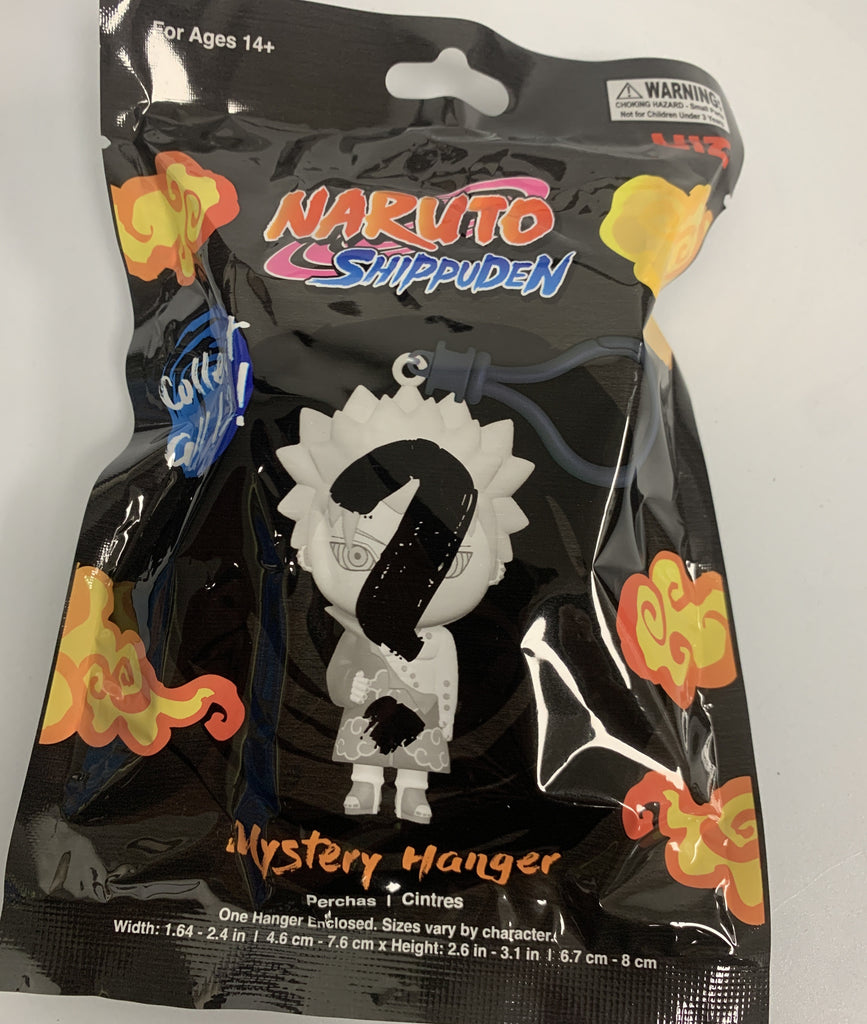 For Ages 14+
WARNING:
CHOKING HAZARD - Small
Not for Children Under 3
NARUTO
SHIPPUDEN
Collect
all!
?
Mystery Hanger
Perchas | Cintres
One Hanger Enclosed. Sizes vary by character.
Width: 1.64 - 2.4 in | 4.6 cm - 7.6 cm x Height: 2.6 in - 3.1 in | 6.7 cm - 8 cm